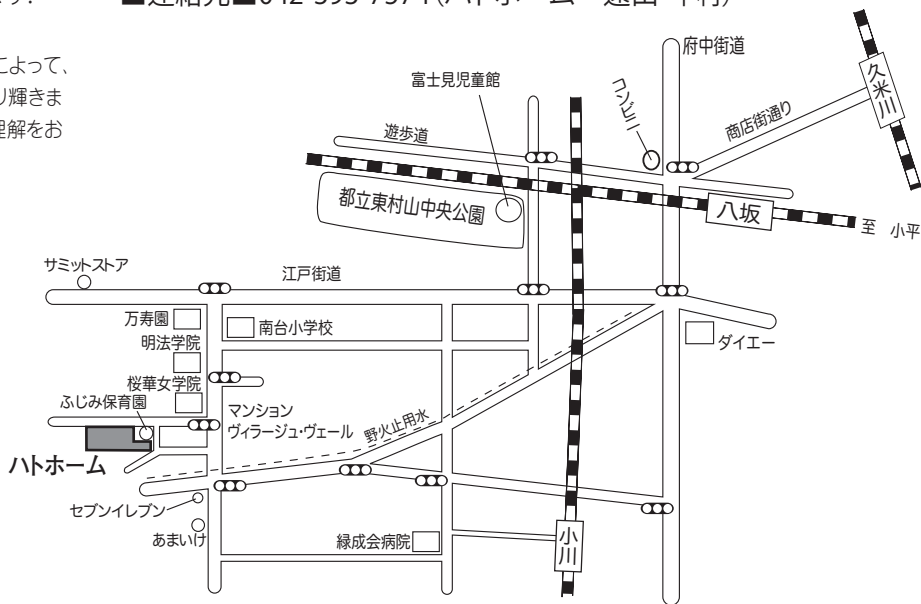 ■連絡先■042-393-7574(ハトホーム
によって、
り輝きま
理解をお
府中街道
久米川
コンビニ
富士見児童館
商店街通り
遊歩道
都立東村山中央公園
八坂
至 小平
サミットストア
江戸街道
万寿園
南台小学校
明法学院
ダイエー
桜華女学院
ふじみ保育園
マンション
ヴィラージュ・ヴェール
野火止用水
ハトホーム
セブンイレブン
あまいけ
緑成会病院
小川